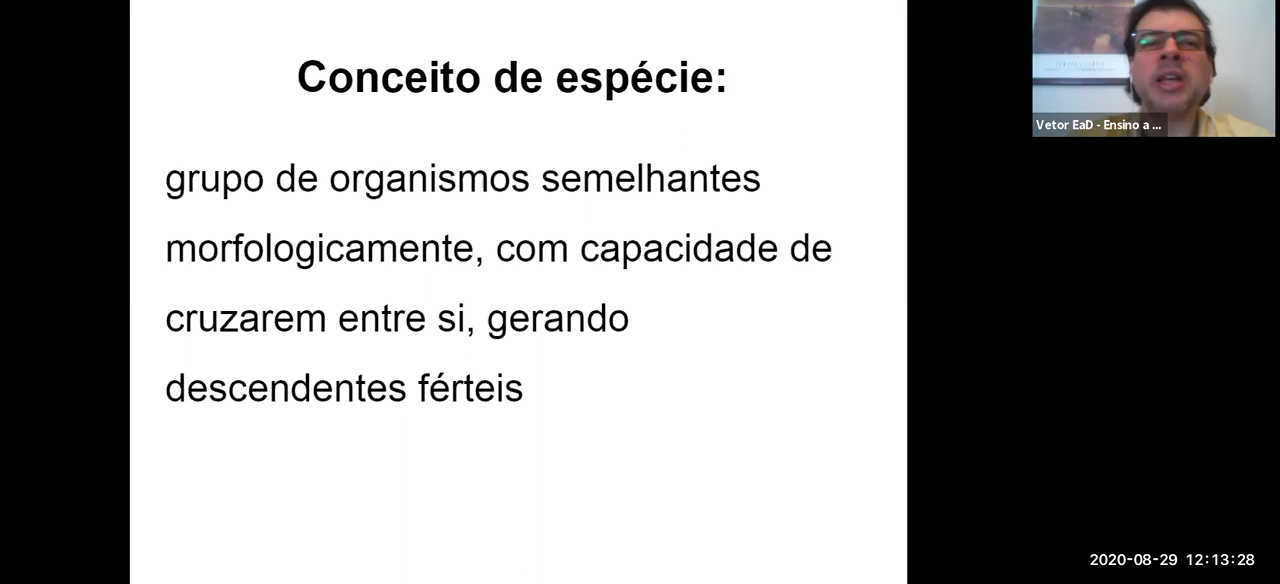 Conceito de espécie:
grupo de organismos semelhantes
morfologicamente, com capacidade de
cruzarem entre si, gerando
descendentes férteis
Vetor EaD - Ensino a ...
2020-08-29 12:13:28